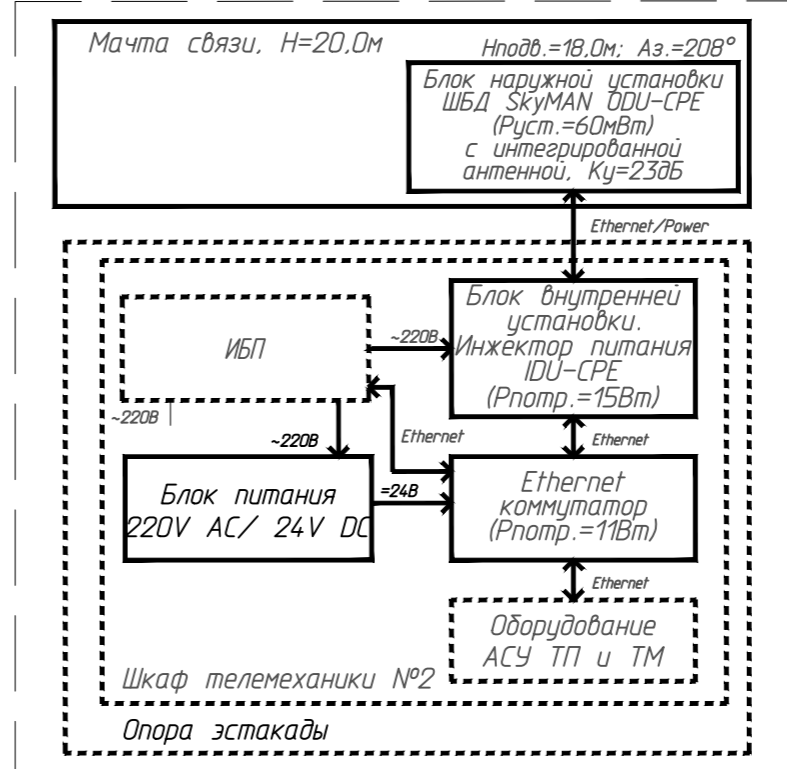 Мачта связи, Н=20,0м
Нподв.=18,0м; Аз.=208°
Блок наружной установки
ШБД SkyMAN ODU-CPE
(Руст.=60мВт)
с интегрированной
антенной, Ку=23дБ
Ethernet/Power
Блок внутренней
установки.
Инжектор питания
IDU-CPE
(Рпотр.=15Вт)
ИБП
~220В
~220В
~220В
Ethernet
Ethernet
Блок питания
220V AC/ 24V DC
=24В
Ethernet
коммутатор
(Рпотр.=11Вт)
Ethernet
Оборудование
АСУ ТП и ТМ
Шкаф телемеханики №2
Опора эстакады